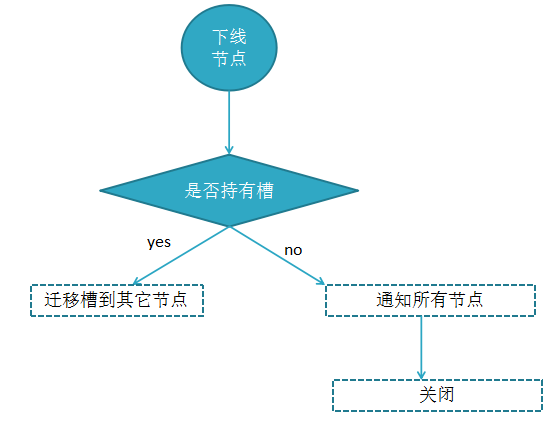 下线
节点
是否持有槽
yes
no
迁移槽到其它节点
通知所有节点
关闭